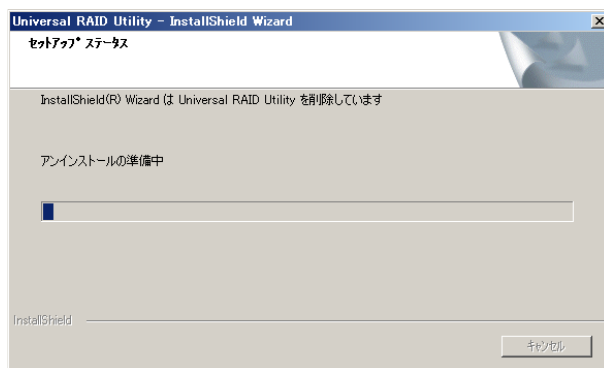 Universal RAID Utility - InstallShield Wizard
セットアップ ステータス
InstallShield(R) Wizard は Universal RAID Utility を削除しています
アンインストールの準備中
InstallShield
キャンセル